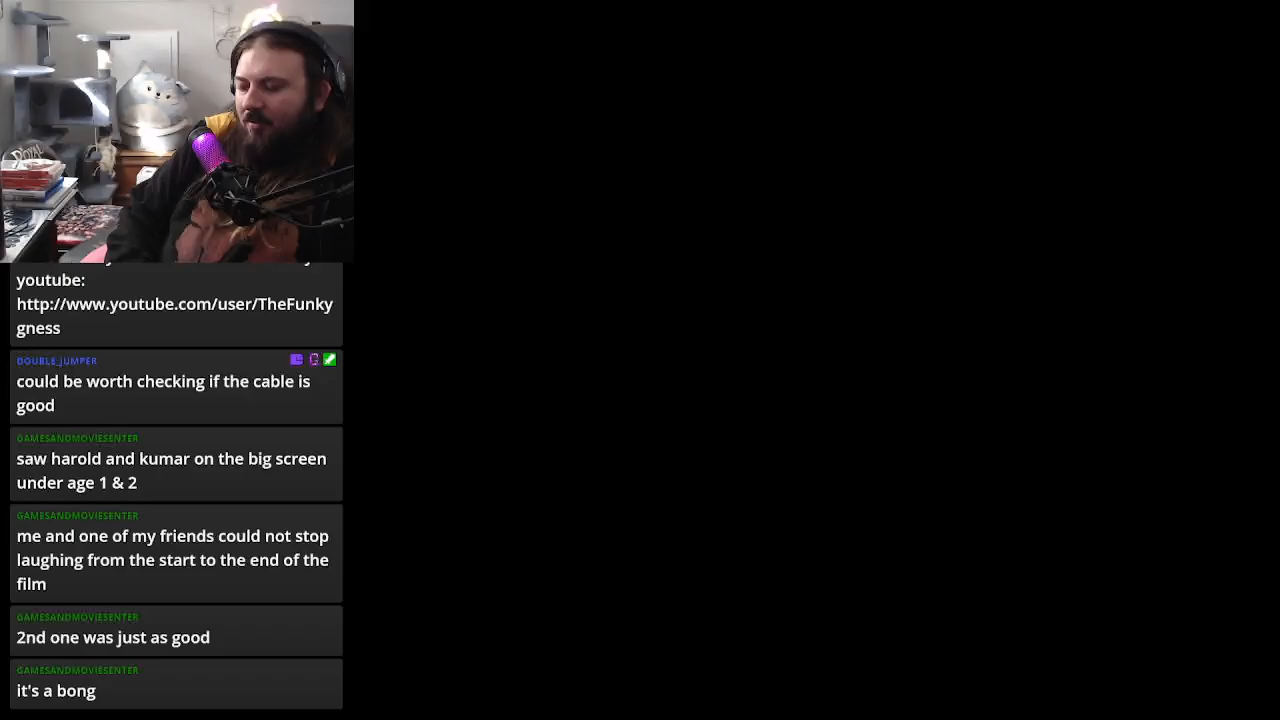 ROYAL
youtube:
http://www.youtube.com/user/TheFunky
gness
DOUBLE_JUMPER
could be worth checking if the cable is
good
GAMESANDMOVIESENTER
saw harold and kumar on the big screen
under age 1 & 2
GAMESANDMOVIESENTER
me and one of my friends could not stop
laughing from the start to the end of the
film
GAMESANDMOVIESENTER
2nd one was just as good
GAMESANDMOVIESENTER
it's a bong